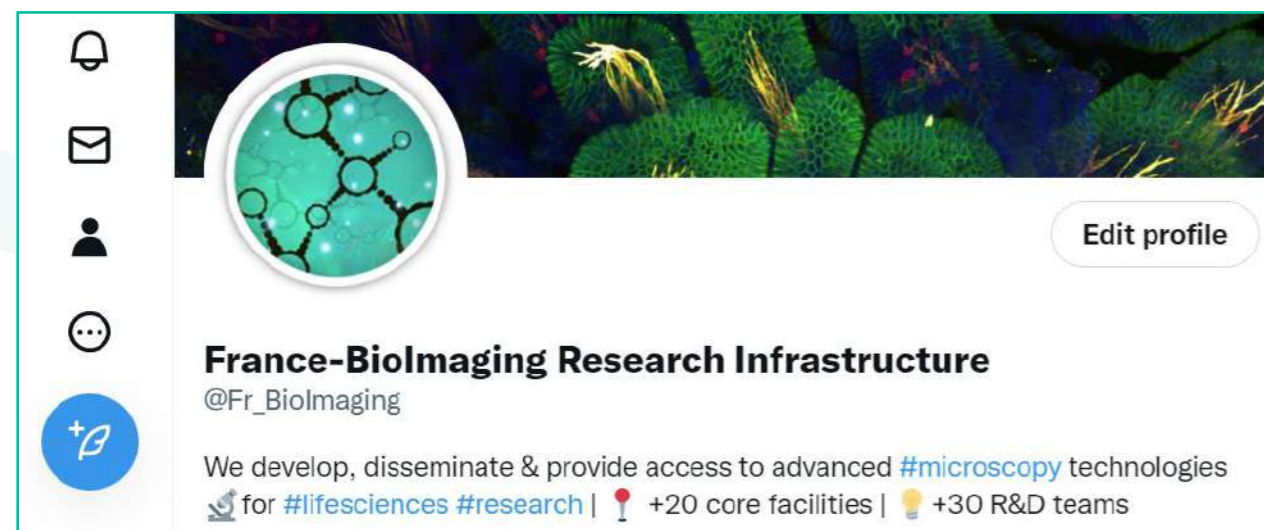 Edit profile
France-BioImaging Research Infrastructure
@Fr_BioImaging
We develop, disseminate & provide access to advanced #microscopy technologies
🔬 for #lifesciences #research | 📍 +20 core facilities | 💡 +30 R&D teams